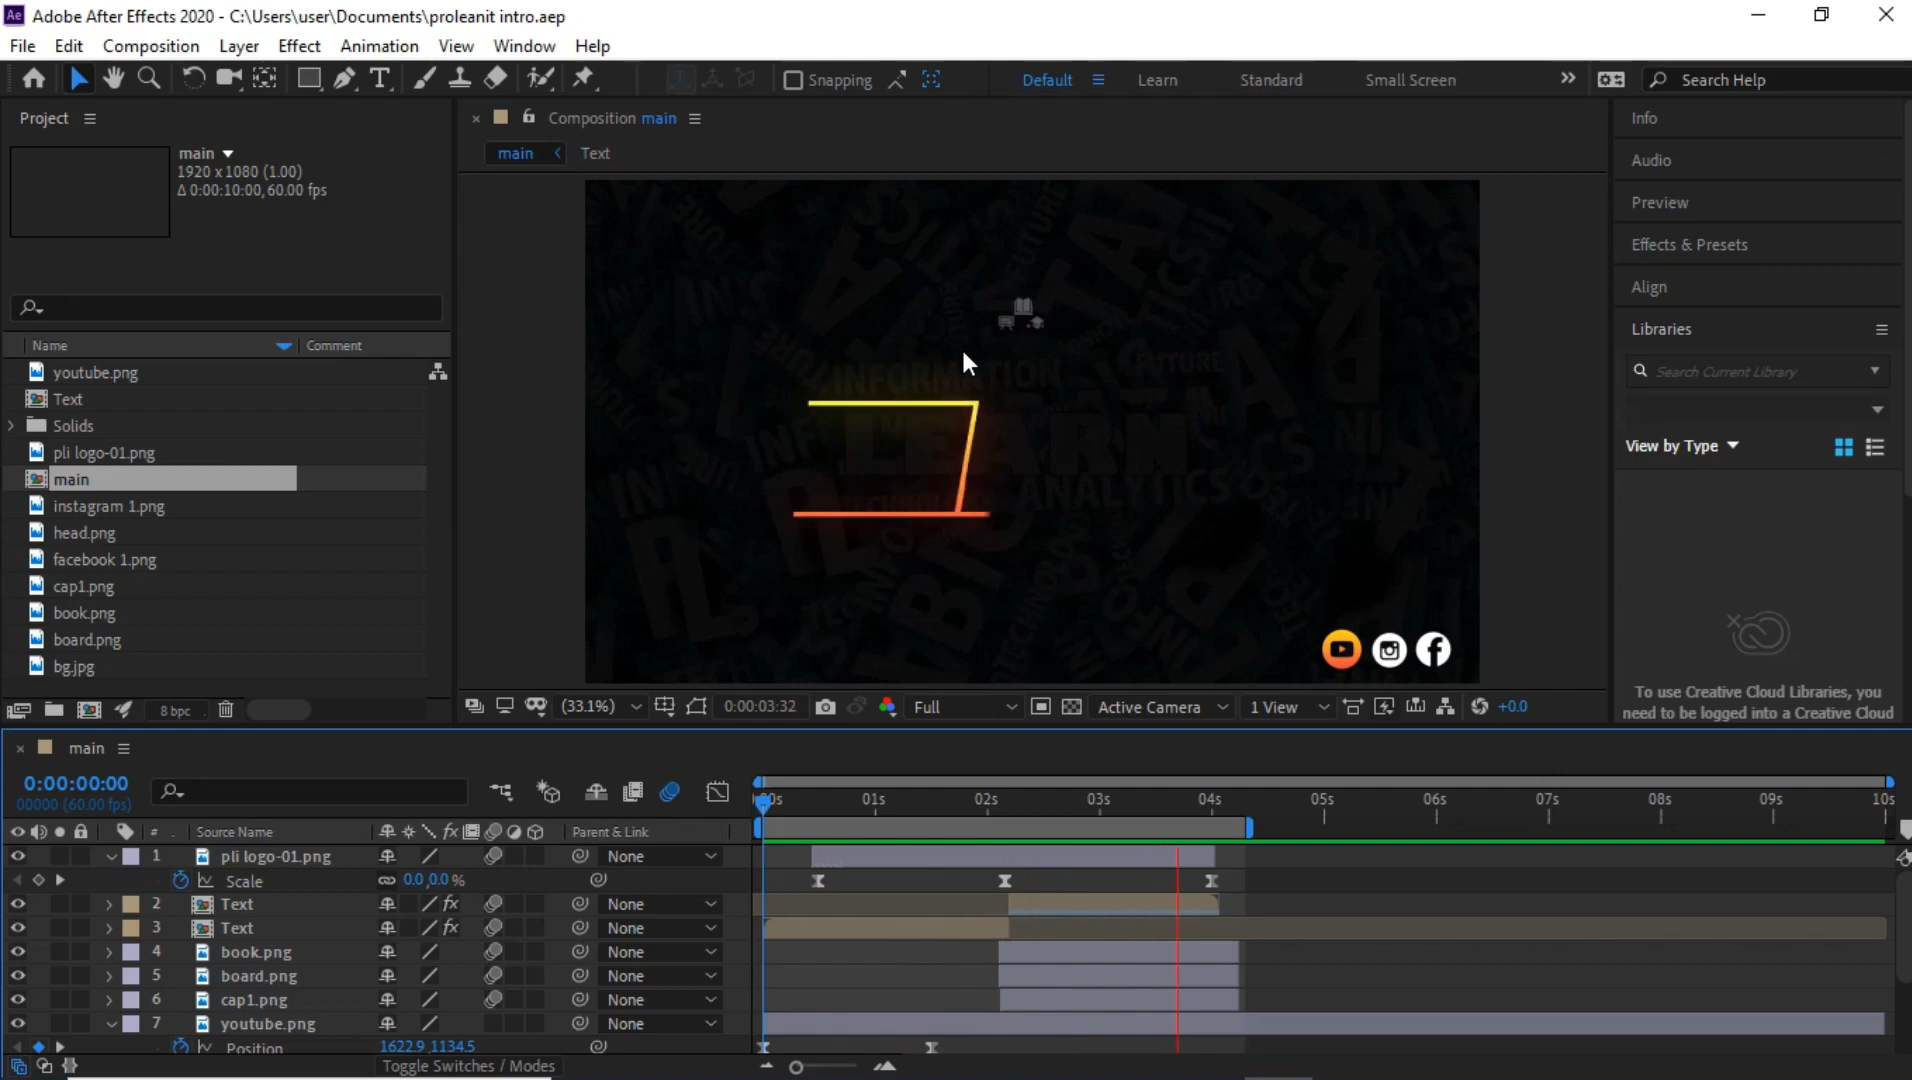 Ae Adobe After Effects 2020 - C:\Users\user\Documents\proleanit intro.aep
File Edit Composition Layer Effect Animation View Window Help
T Snapping Default Learn Standard Small Screen Search Help
Project
main
1920 x 1080 (1.00)
Δ 0:00:10:00, 60.00 fps
Name Comment
youtube.png
Text
Solids
pli logo-01.png
main
instagram 1.png
head.png
facebook 1.png
cap1.png
book.png
board.png
bg.jpg
8 bpc
Composition main
main Text
INFORMATION
LEARN
ANALYTICS
(33.1%) 0:00:03:32 Full Active Camera 1 View +0.0
Info
Audio
Preview
Effects & Presets
Align
Libraries
Search Current Library
View by Type
To use Creative Cloud Libraries, you
need to be logged into a Creative Cloud
main
0:00:00:00
00000 (60.00 fps)
00s 01s 02s 03s 04s 05s 06s 07s 08s 09s 10s
# Source Name fx Parent & Link
1 pli logo-01.png None
Scale 0.0,0.0 %
2 Text fx None
3 Text fx None
4 book.png None
5 board.png None
6 cap1.png None
7 youtube.png None
Position 1622.9,1134.5
Toggle Switches / Modes